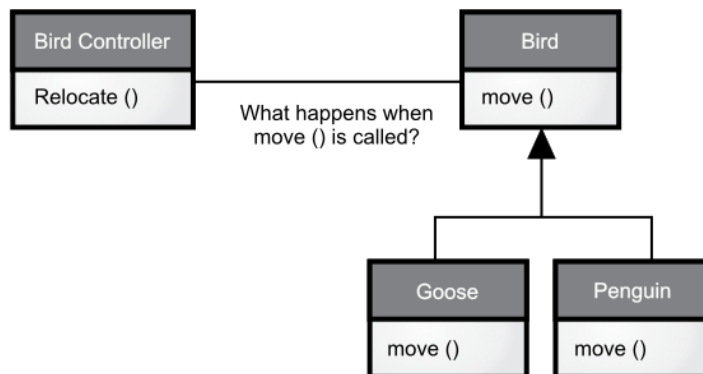 Bird Controller
Relocate ()
What happens when
move () is called?
Bird
move ()
Goose
move ()
Penguin
move ()